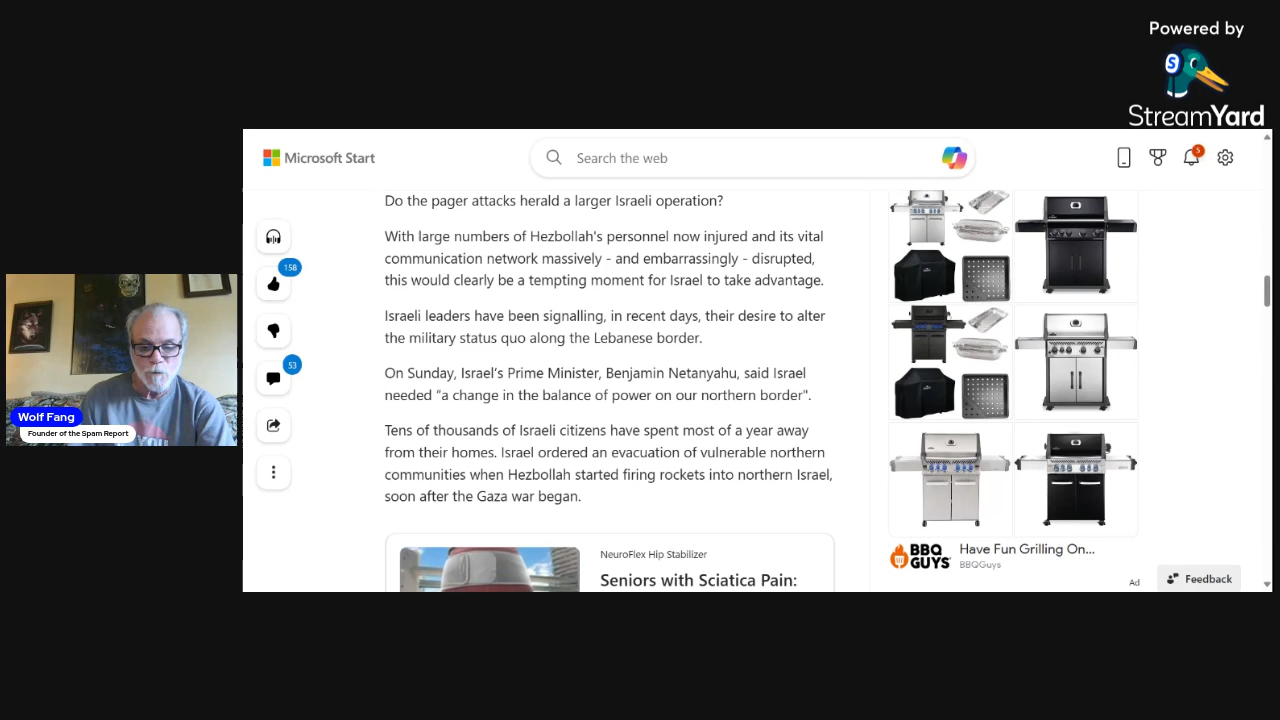 Powered by
StreamYard
Microsoft Start
Search the web
5
Do the pager attacks herald a larger Israeli operation?
With large numbers of Hezbollah's personnel now injured and its vital
communication network massively - and embarrassingly - disrupted,
this would clearly be a tempting moment for Israel to take advantage.
Israeli leaders have been signalling, in recent days, their desire to alter
the military status quo along the Lebanese border.
On Sunday, Israel’s Prime Minister, Benjamin Netanyahu, said Israel
needed “a change in the balance of power on our northern border".
Tens of thousands of Israeli citizens have spent most of a year away
from their homes. Israel ordered an evacuation of vulnerable northern
communities when Hezbollah started firing rockets into northern Israel,
soon after the Gaza war began.
NeuroFlex Hip Stabilizer
Seniors with Sciatica Pain:
158
53
Wolf Fang
Founder of the Spam Report
BBQ
GUYS
Have Fun Grilling On...
BBQGuys
Ad
Feedback